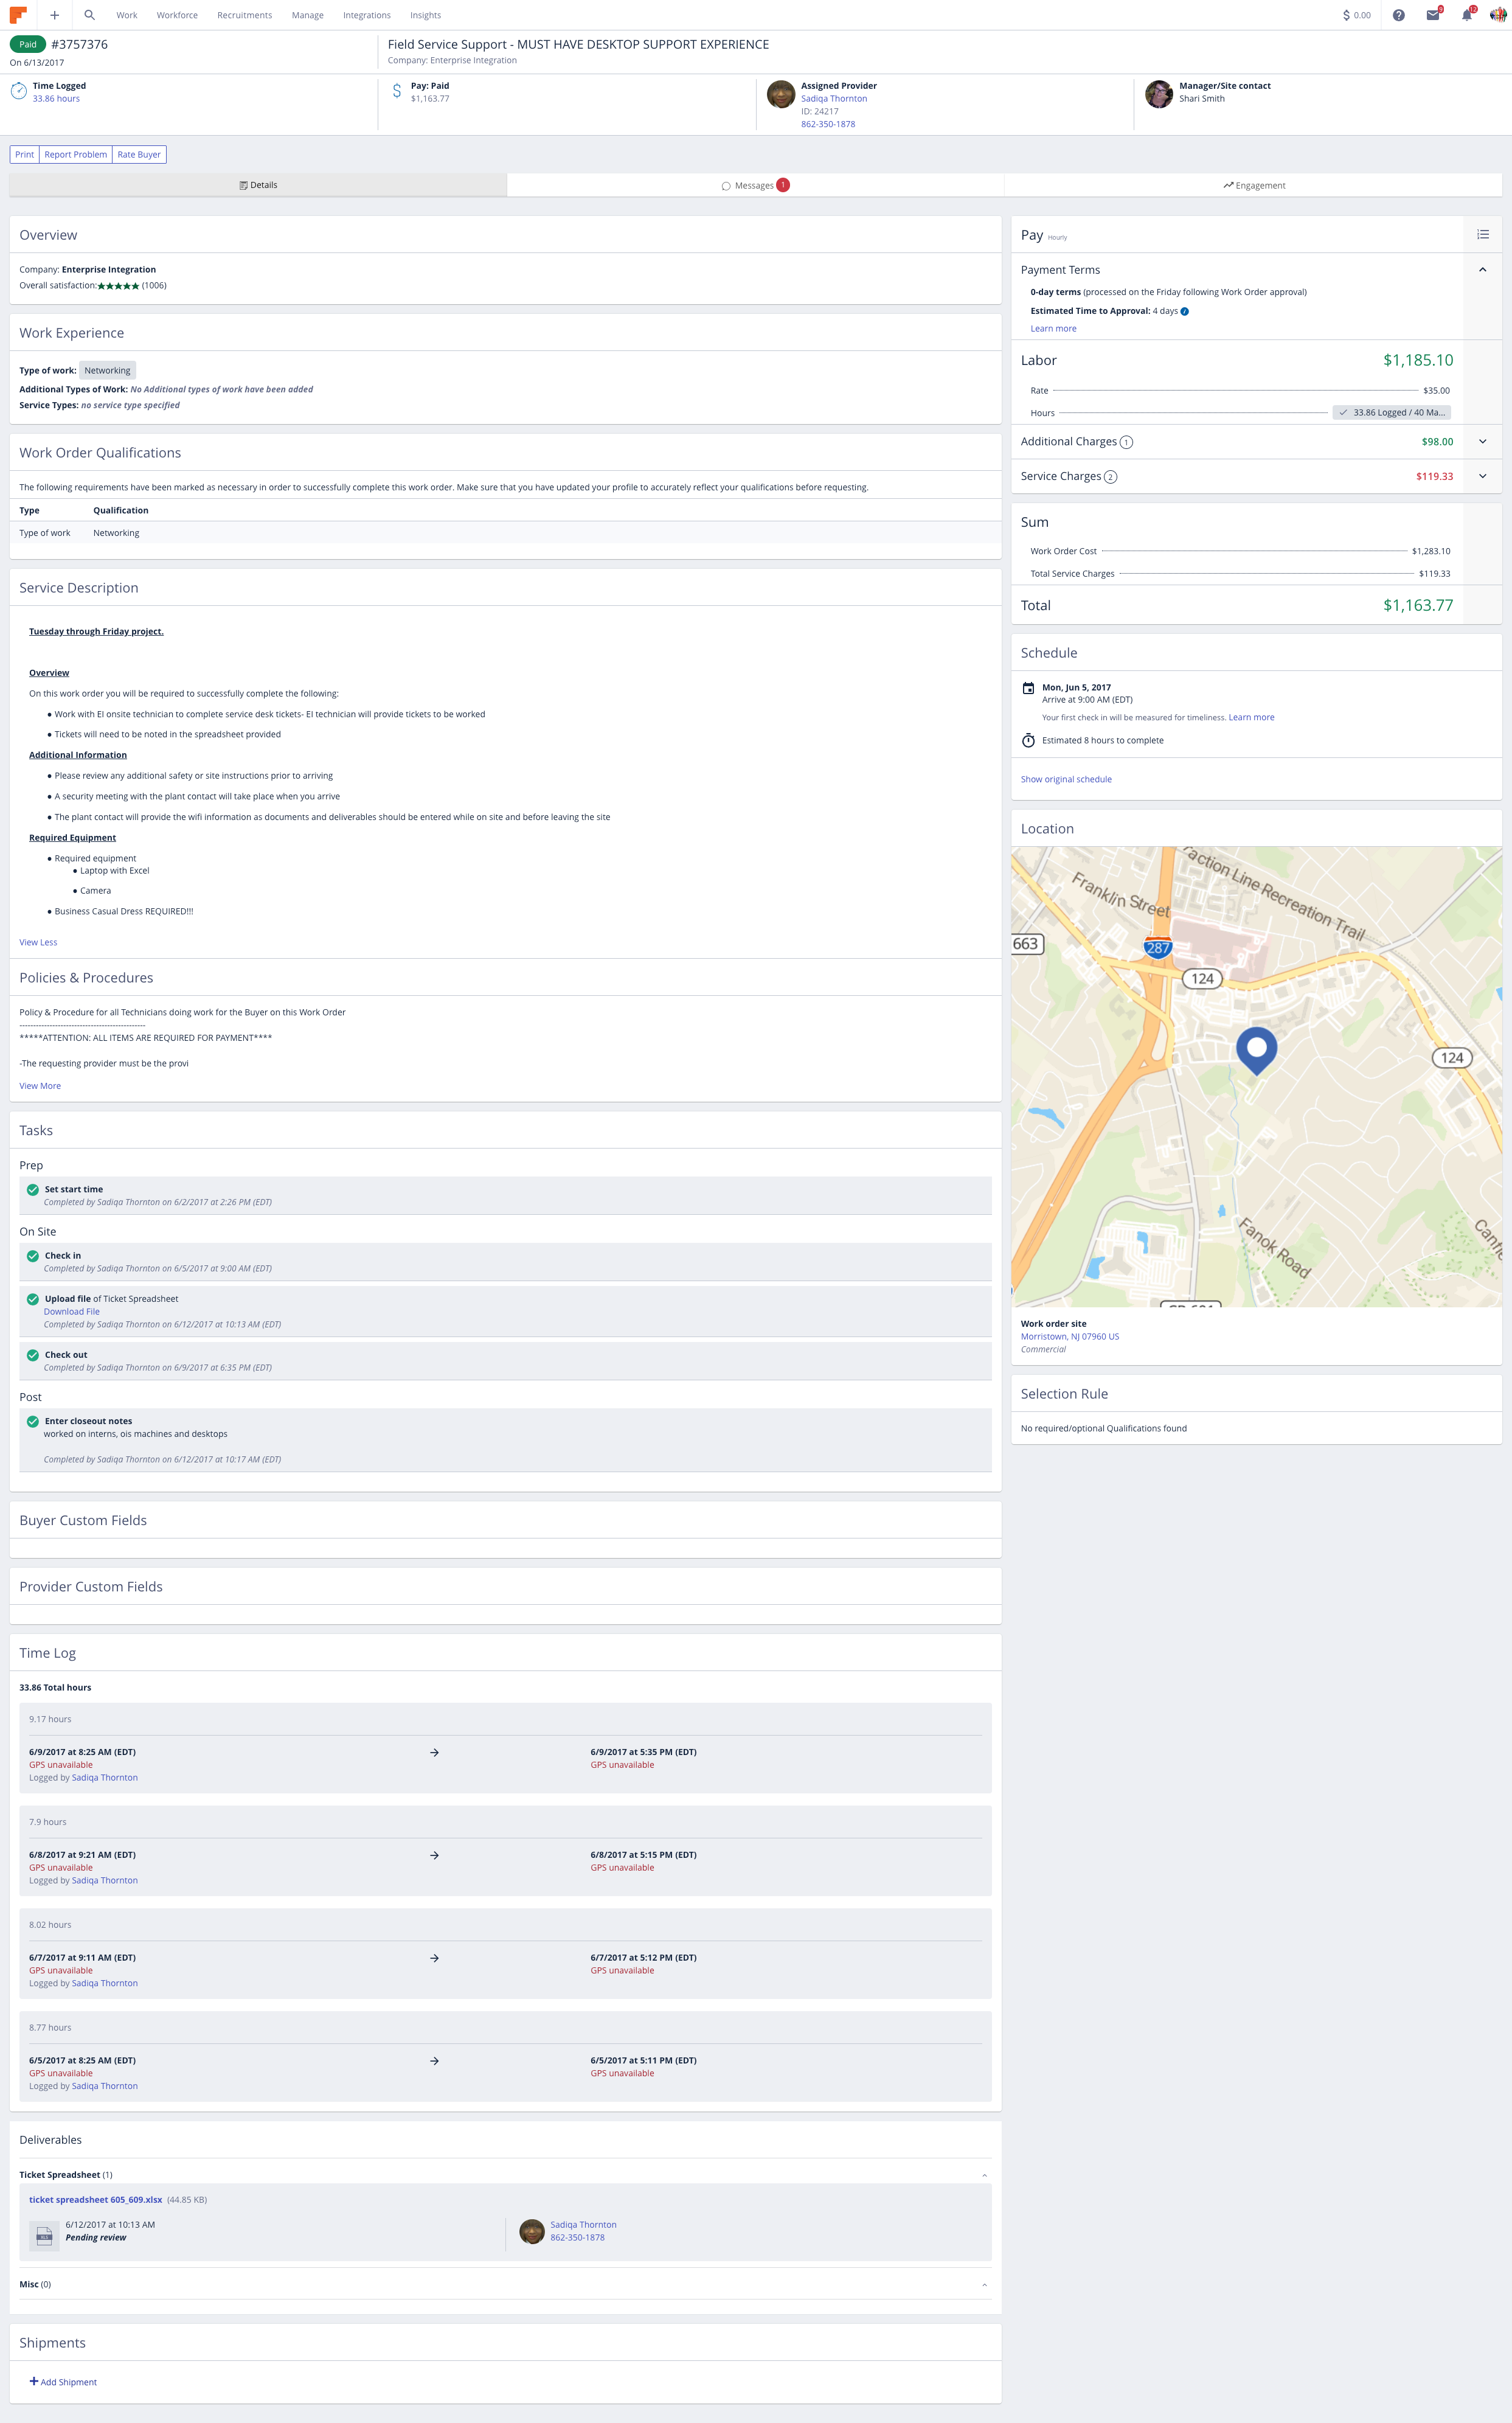 Work Workforce Recruitments Manage Integrations Insights
$ 0.00
9
12
Paid #3757376
On 6/13/2017
Field Service Support - MUST HAVE DESKTOP SUPPORT EXPERIENCE
Company: Enterprise Integration
Time Logged
33.86 hours
Pay: Paid
$1,163.77
Assigned Provider
Sadiqa Thornton
ID: 24217
862-350-1878
Manager/Site contact
Shari Smith
Print Report Problem Rate Buyer
Details
Messages 1
Engagement
Overview
Company: Enterprise Integration
Overall satisfaction:★★★★★ (1006)
Work Experience
Type of work: Networking
Additional Types of Work: No Additional types of work have been added
Service Types: no service type specified
Work Order Qualifications
The following requirements have been marked as necessary in order to successfully complete this work order. Make sure that you have updated your profile to accurately reflect your qualifications before requesting.
Type Qualification
Type of work Networking
Service Description
Tuesday through Friday project.
Overview
On this work order you will be required to successfully complete the following:
● Work with EI onsite technician to complete service desk tickets- EI technician will provide tickets to be worked
● Tickets will need to be noted in the spreadsheet provided
Additional Information
● Please review any additional safety or site instructions prior to arriving
● A security meeting with the plant contact will take place when you arrive
● The plant contact will provide the wifi information as documents and deliverables should be entered while on site and before leaving the site
Required Equipment
● Required equipment
● Laptop with Excel
● Camera
● Business Casual Dress REQUIRED!!!
View Less
Policies & Procedures
Policy & Procedure for all Technicians doing work for the Buyer on this Work Order
----------------------------------------------
*****ATTENTION: ALL ITEMS ARE REQUIRED FOR PAYMENT****
-The requesting provider must be the provi
View More
Tasks
Prep
Set start time
Completed by Sadiqa Thornton on 6/2/2017 at 2:26 PM (EDT)
On Site
Check in
Completed by Sadiqa Thornton on 6/5/2017 at 9:00 AM (EDT)
Upload file of Ticket Spreadsheet
Download File
Completed by Sadiqa Thornton on 6/12/2017 at 10:13 AM (EDT)
Check out
Completed by Sadiqa Thornton on 6/9/2017 at 6:35 PM (EDT)
Post
Enter closeout notes
worked on interns, ois machines and desktops
Completed by Sadiqa Thornton on 6/12/2017 at 10:17 AM (EDT)
Buyer Custom Fields
Provider Custom Fields
Time Log
33.86 Total hours
9.17 hours
6/9/2017 at 8:25 AM (EDT) 6/9/2017 at 5:35 PM (EDT)
GPS unavailable GPS unavailable
Logged by Sadiqa Thornton
7.9 hours
6/8/2017 at 9:21 AM (EDT) 6/8/2017 at 5:15 PM (EDT)
GPS unavailable GPS unavailable
Logged by Sadiqa Thornton
8.02 hours
6/7/2017 at 9:11 AM (EDT) 6/7/2017 at 5:12 PM (EDT)
GPS unavailable GPS unavailable
Logged by Sadiqa Thornton
8.77 hours
6/5/2017 at 8:25 AM (EDT) 6/5/2017 at 5:11 PM (EDT)
GPS unavailable GPS unavailable
Logged by Sadiqa Thornton
Deliverables
Ticket Spreadsheet (1)
ticket spreadsheet 605_609.xlsx (44.85 KB)
6/12/2017 at 10:13 AM
Pending review
Sadiqa Thornton
862-350-1878
Misc (0)
Shipments
+ Add Shipment
Pay Hourly
Payment Terms
0-day terms (processed on the Friday following Work Order approval)
Estimated Time to Approval: 4 days
Learn more
Labor $1,185.10
Rate $35.00
Hours 33.86 Logged / 40 Ma...
Additional Charges 1 $98.00
Service Charges 2 $119.33
Sum
Work Order Cost $1,283.10
Total Service Charges $119.33
Total $1,163.77
Schedule
Mon, Jun 5, 2017
Arrive at 9:00 AM (EDT)
Your first check in will be measured for timeliness. Learn more
Estimated 8 hours to complete
Show original schedule
Location
action Line Recreation Trail
Franklin Street
663
287
124
124
Fanok Road
Work order site
Morristown, NJ 07960 US
Commercial
Selection Rule
No required/optional Qualifications found